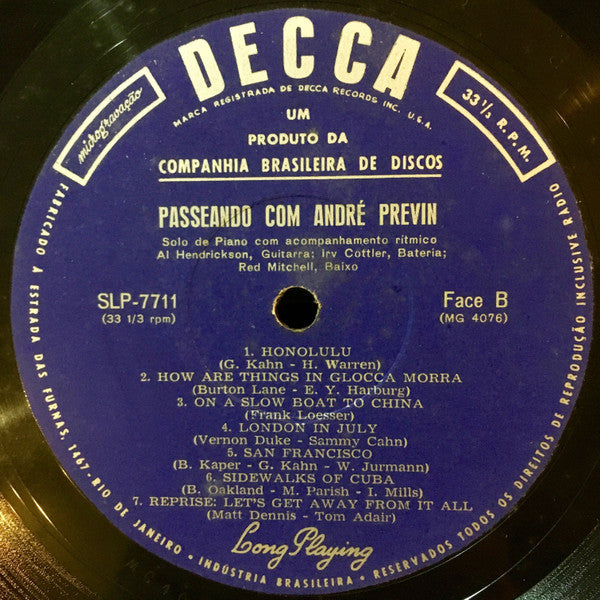 DECCA
MARCA REGISTRADA DE DECCA RECORDS INC. U.S.A.
microgravação
33 1/3 R.P.M.
UM
PRODUTO DA
COMPANHIA BRASILEIRA DE DISCOS
PASSEANDO COM ANDRÉ PREVIN
Solo de Piano com acompanhamento rítmico
Al Hendrickson, Guitarra; Irv Cottler, Bateria;
Red Mitchell, Baixo
SLP-7711
(33 1/3 rpm)
Face B
(MG 4076)
1. HONOLULU
(G. Kahn - H. Warren)
2. HOW ARE THINGS IN GLOCCA MORRA
(Burton Lane - E. Y. Harburg)
3. ON A SLOW BOAT TO CHINA
(Frank Loesser)
4. LONDON IN JULY
(Vernon Duke - Sammy Cahn)
5. SAN FRANCISCO
(B. Kaper - G. Kahn - W. Jurmann)
6. SIDEWALKS OF CUBA
(B. Oakland - M. Parish - I. Mills)
7. REPRISE: LET'S GET AWAY FROM IT ALL
(Matt Dennis - Tom Adair)
Long Playing
FABRICADO A ESTRADA DAS FURNAS, 1467 - RIO DE JANEIRO - INDÚSTRIA BRASILEIRA - RESERVADOS TODOS OS DIREITOS DE REPRODUÇÃO INCLUSIVE RADIO